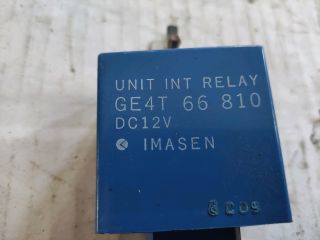 UNIT INT RELAY
GE4T 66 810
DC12V
IMASEN